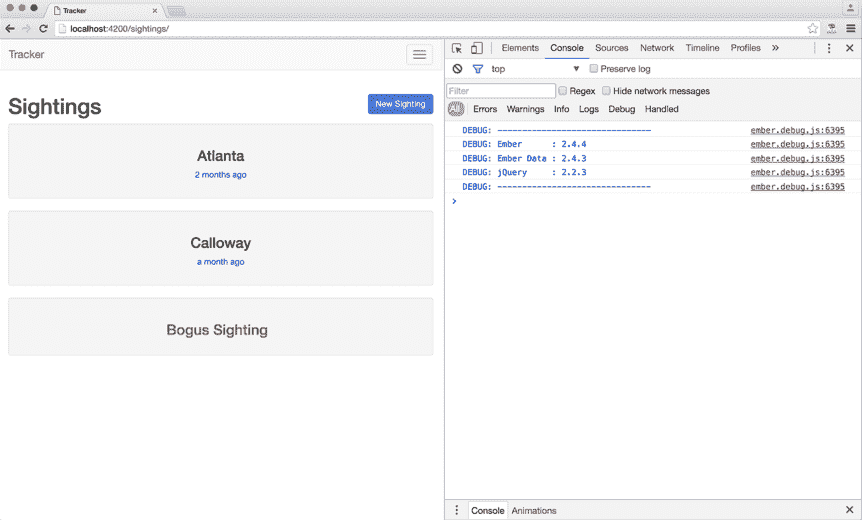 Tracker
localhost:4200/sightings/
Tracker
Sightings
New Sighting
Atlanta
2 months ago
Calloway
a month ago
Bogus Sighting
Elements Console Sources Network Timeline Profiles »
top Preserve log
Filter Regex Hide network messages
All Errors Warnings Info Logs Debug Handled
DEBUG: ------------------------------- ember.debug.js:6395
DEBUG: Ember      : 2.4.4 ember.debug.js:6395
DEBUG: Ember Data : 2.4.3 ember.debug.js:6395
DEBUG: jQuery     : 2.2.3 ember.debug.js:6395
DEBUG: ------------------------------- ember.debug.js:6395
>
Console Animations